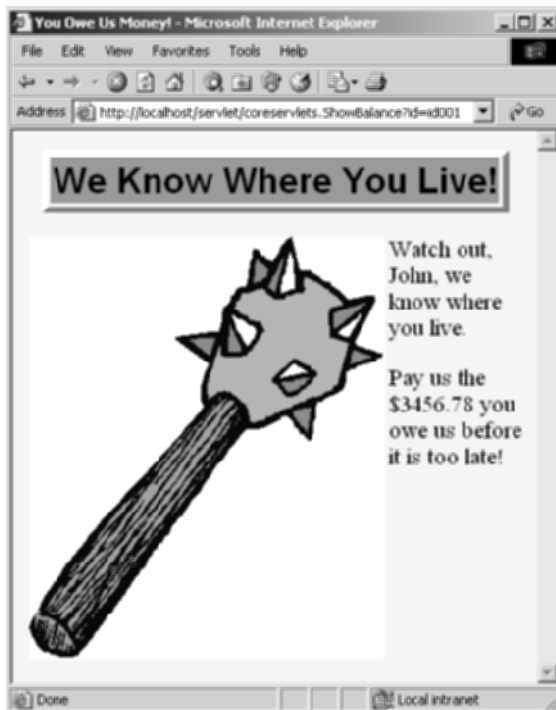 You Owe Us Money! - Microsoft Internet Explorer
File Edit View Favorites Tools Help
Address http://localhost/servlet/coreservlets.ShowBalance?id=id001 Go
We Know Where You Live!
Watch out,
John, we
know where
you live.
Pay us the
$3456.78 you
owe us before
it is too late!
Done Local intranet